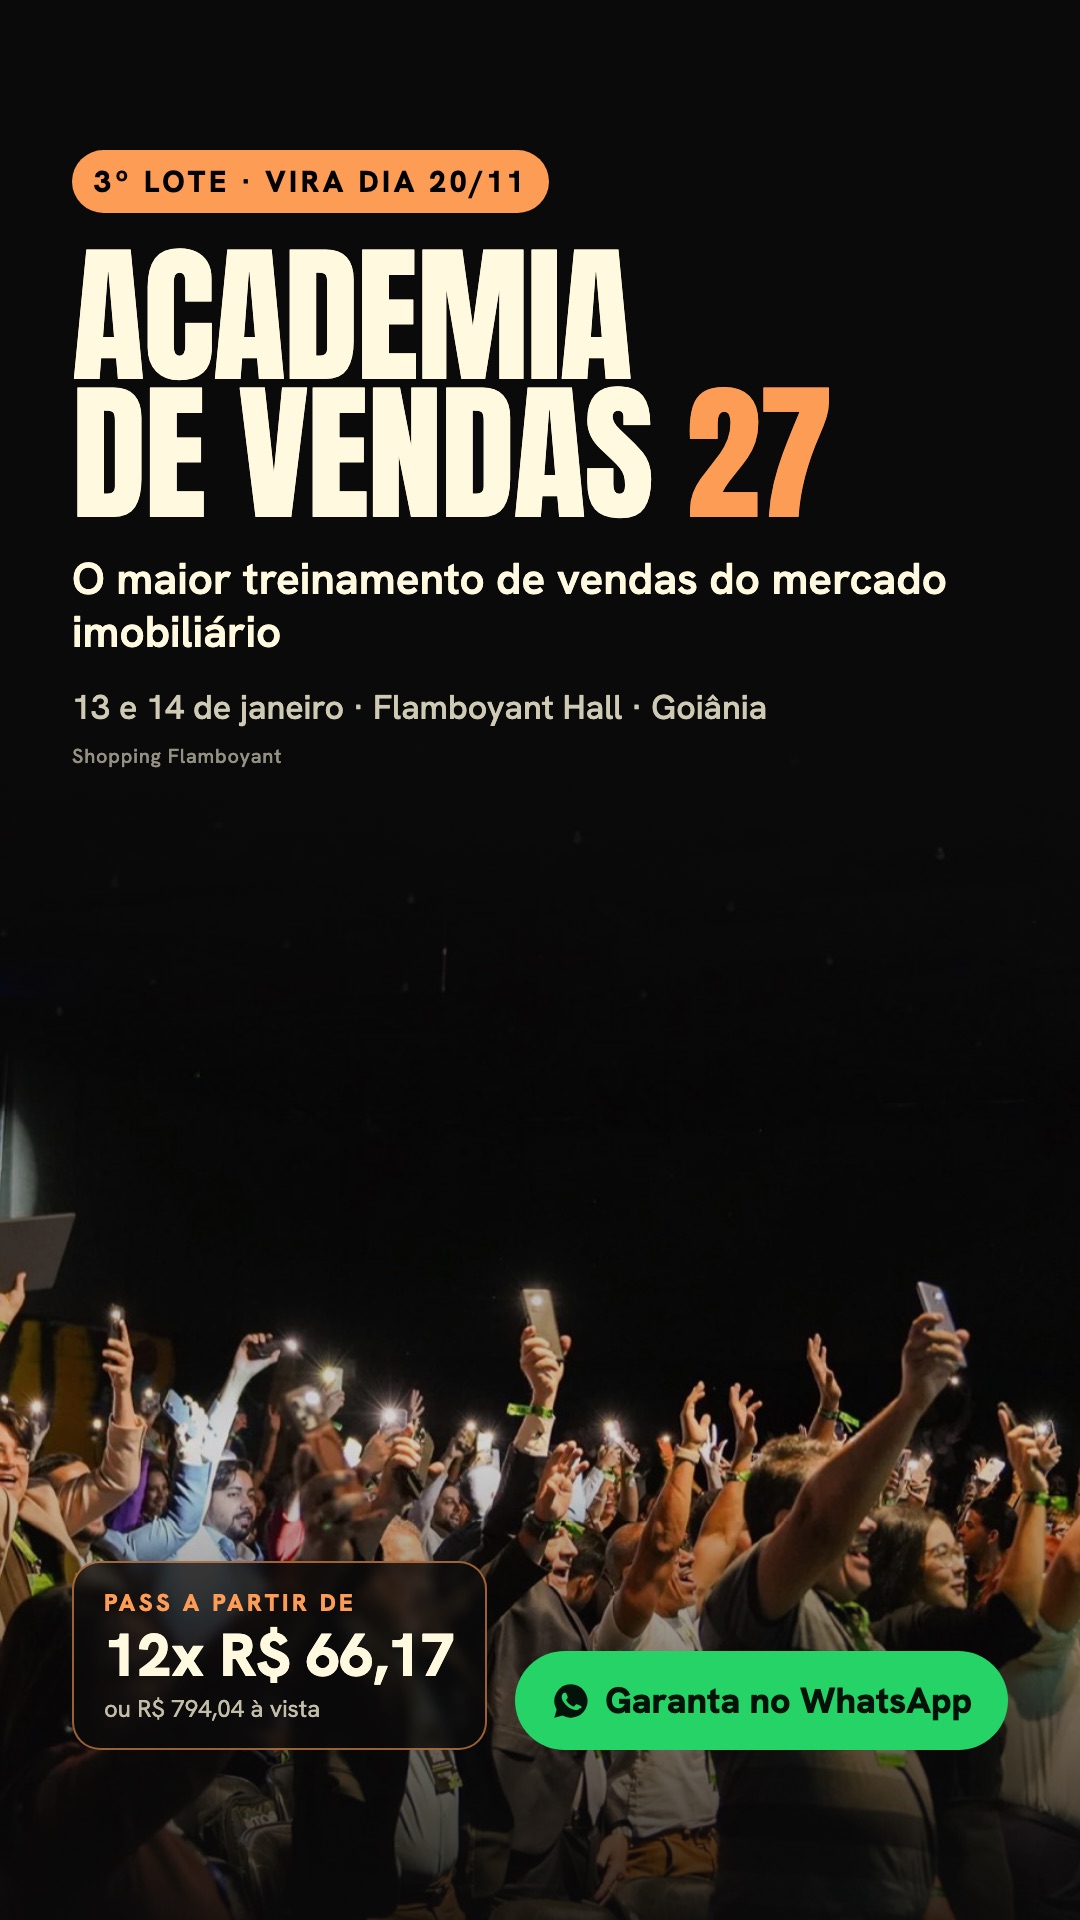 3º LOTE · VIRA DIA 20/11
ACADEMIA
DE VENDAS 27
O maior treinamento de vendas do mercado
imobiliário
13 e 14 de janeiro · Flamboyant Hall · Goiânia
Shopping Flamboyant
PASS A PARTIR DE
12x R$ 66,17
ou R$ 794,04 à vista
Garanta no WhatsApp